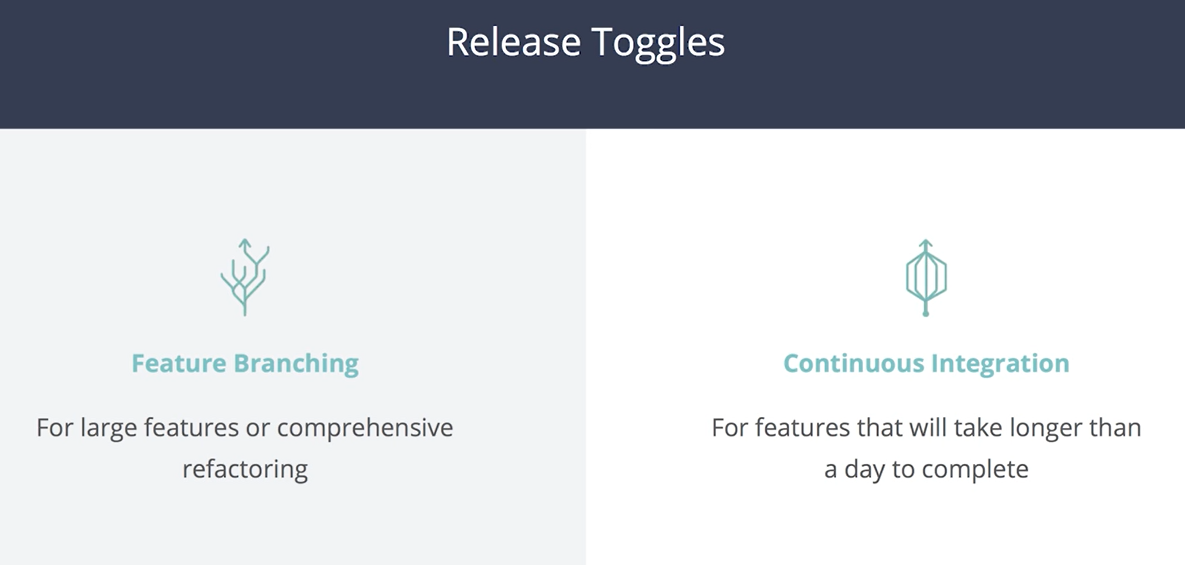 Release Toggles
Feature Branching
For large features or comprehensive
refactoring
Continuous Integration
For features that will take longer than
a day to complete